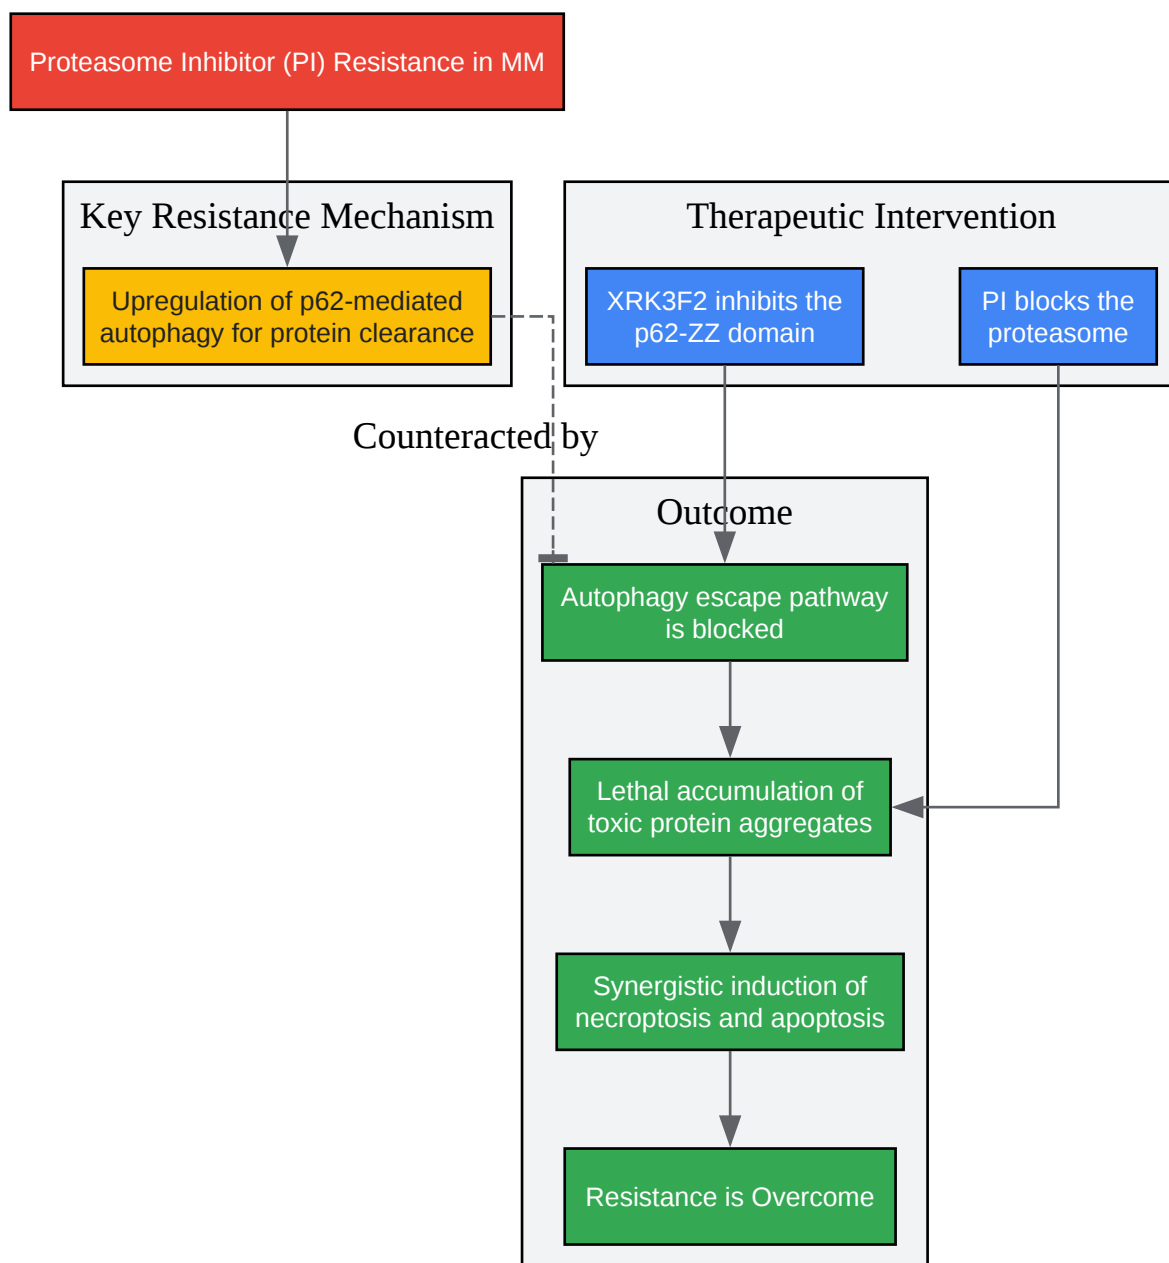 Proteasome Inhibitor (PI) Resistance in MM
Key Resistance Mechanism
Upregulation of p62-mediated
autophagy for protein clearance
Therapeutic Intervention
XRK3F2 inhibits the
p62-ZZ domain
PI blocks the
proteasome
Counteracted by
Outcome
Autophagy escape pathway
is blocked
Lethal accumulation of
toxic protein aggregates
Synergistic induction of
necroptosis and apoptosis
Resistance is Overcome